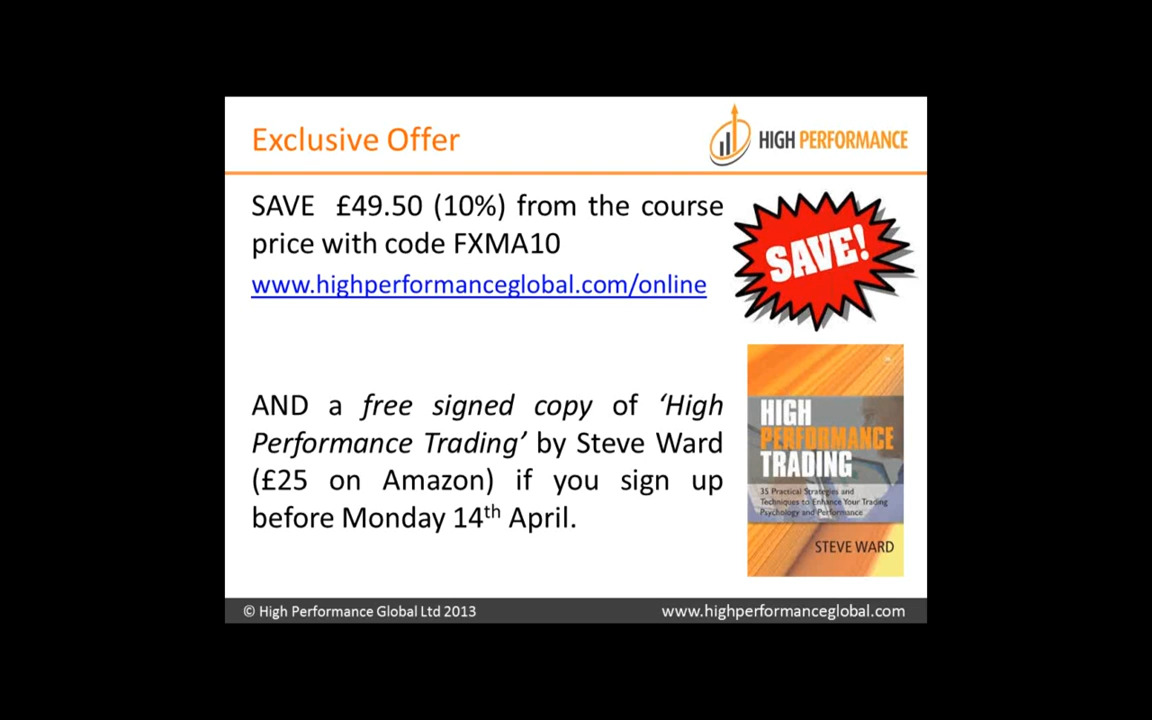 Exclusive Offer
HIGH PERFORMANCE
SAVE £49.50 (10%) from the course
price with code FXMA10
www.highperformanceglobal.com/online
SAVE!
AND a free signed copy of ‘High
Performance Trading’ by Steve Ward
(£25 on Amazon) if you sign up
before Monday 14th April.
HIGH
PERFORMANCE
TRADING
35 Practical Strategies and
Techniques to Enhance Your Trading
Psychology and Performance
STEVE WARD
© High Performance Global Ltd 2013
www.highperformanceglobal.com